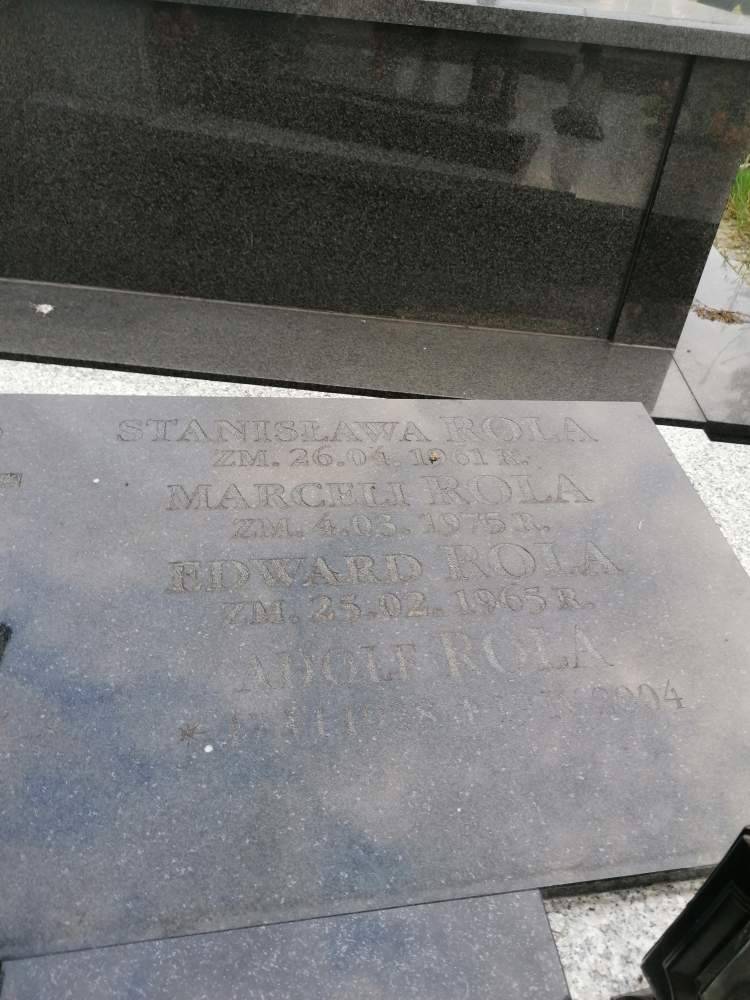 STANISŁAWA ROLA
ZM. 26.04. 1961 R.
MARCELI ROLA
ZM. 4.03. 1975 R.
EDWARD ROLA
ZM. 25.02. 1965 R.
ADOLF ROLA
2004